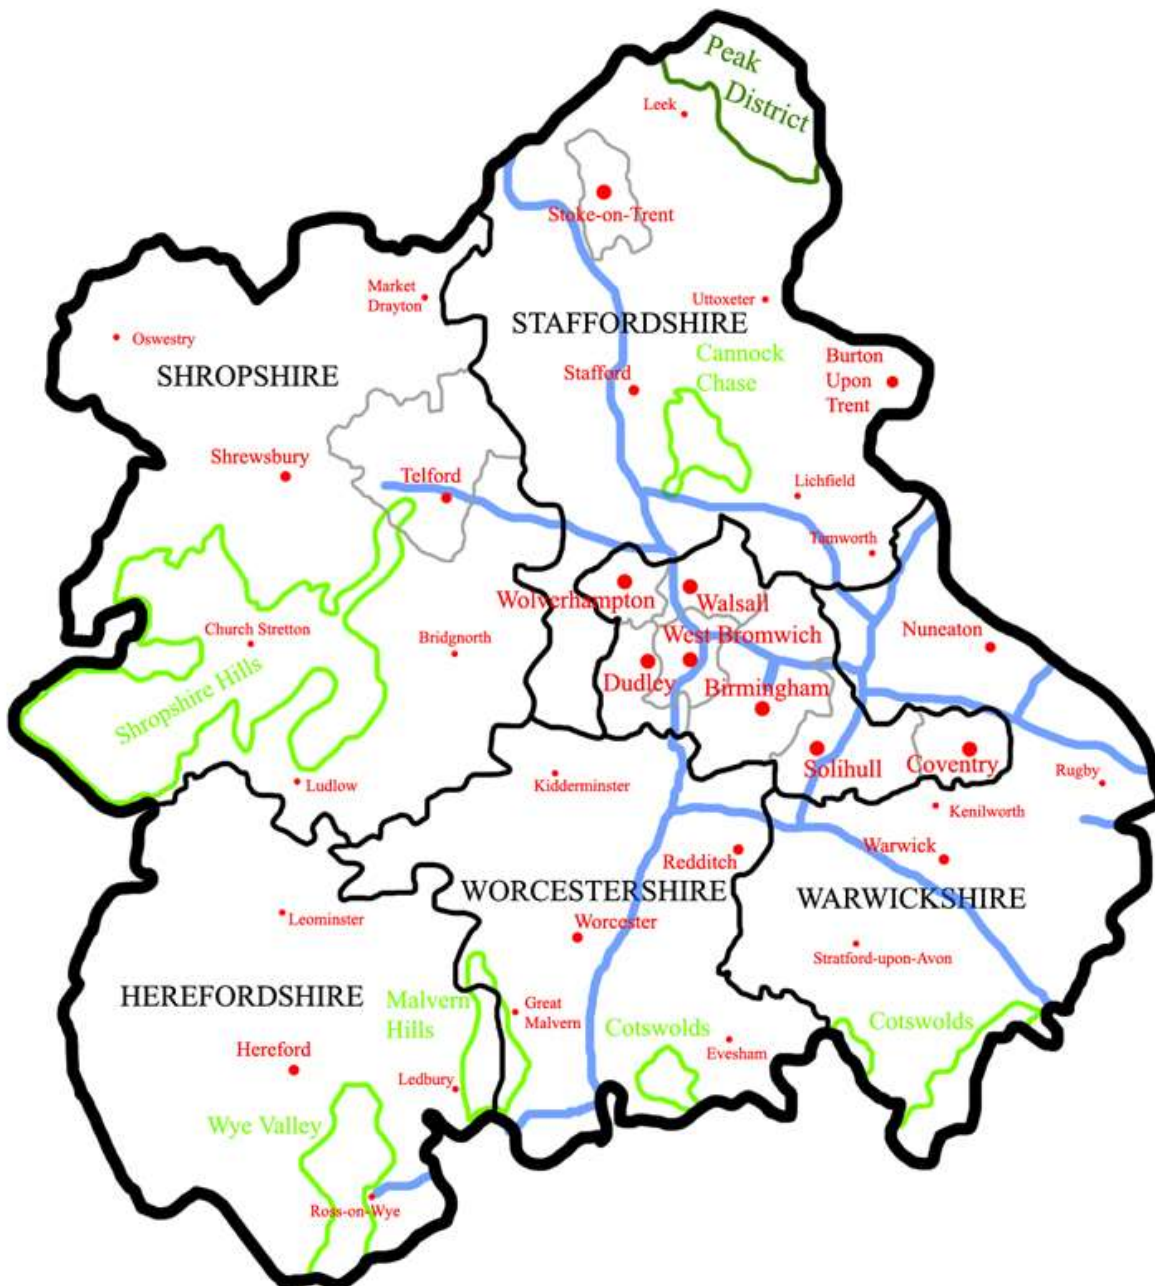 Peak
District
Leek
Stoke-on-Trent
Market
Drayton
Uttoxeter
Oswestry
STAFFORDSHIRE
SHROPSHIRE
Cannock
Chase
Burton
Upon
Trent
Stafford
Shrewsbury
Telford
Lichfield
Tamworth
Wolverhampton
Walsall
Church Stretton
Bridgnorth
West Bromwich
Nuneaton
Shropshire Hills
Dudley
Birmingham
Ludlow
Kidderminster
Solihull
Coventry
Rugby
Kenilworth
Redditch
Warwick
WORCESTERSHIRE
WARWICKSHIRE
Leominster
Worcester
Stratford-upon-Avon
HEREFORDSHIRE
Malvern
Hills
Great
Malvern
Cotswolds
Cotswolds
Hereford
Evesham
Ledbury
Wye Valley
Ross-on-Wye